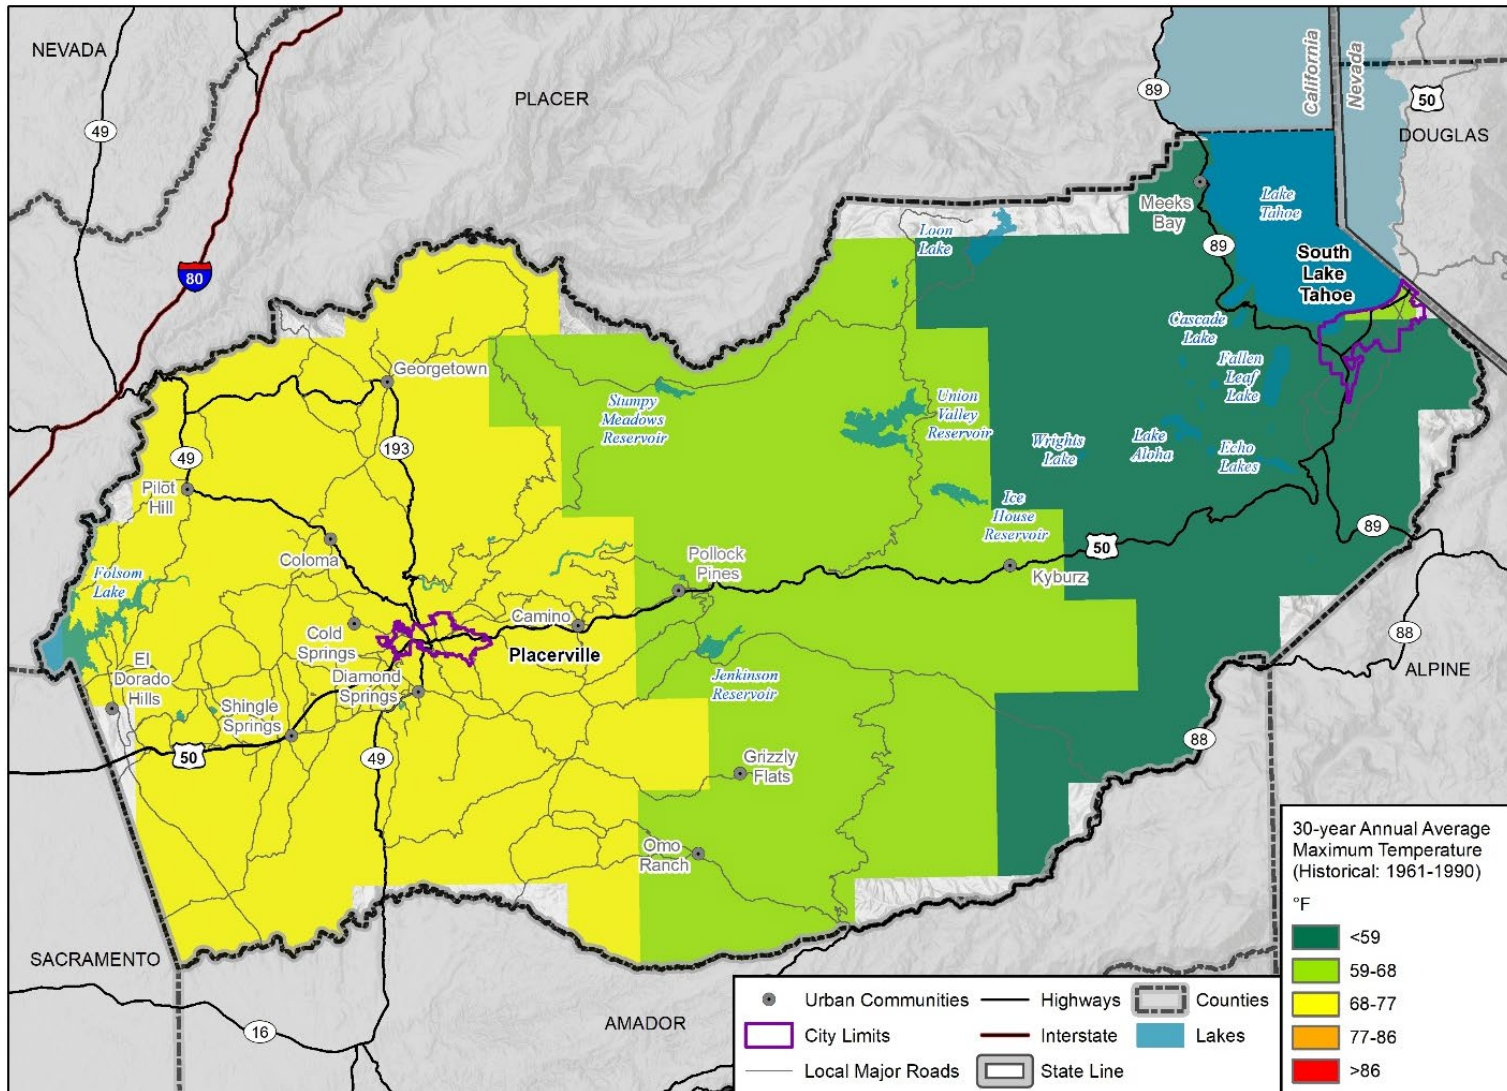 NEVADA
49
80
PLACER
89
California
Nevada
50
DOUGLAS
Meeks
Bay
Lake
Tahoe
89
South
Lake
Tahoe
Loon
Lake
Cascade
Lake
Fallen
Leaf
Lake
Georgetown
Stumpy
Meadows
Reservoir
Union
Valley
Reservoir
Wrights
Lake
Lake
Aloha
Echo
Lakes
193
49
Pilot
Hill
Ice
House
Reservoir
89
Coloma
50
Kyburz
Folsom
Lake
Pollock
Pines
Camino
Cold
Springs
Placerville
88
ALPINE
El
Dorado
Hills
Diamond
Springs
Jenkinson
Reservoir
Shingle
Springs
50
49
88
Grizzly
Flats
Omo
Ranch
SACRAMENTO
16
AMADOR
30-year Annual Average
Maximum Temperature
(Historical: 1961-1990)
°F
<59
59-68
68-77
77-86
>86
Urban Communities
Highways
Counties
City Limits
Interstate
Lakes
Local Major Roads
State Line